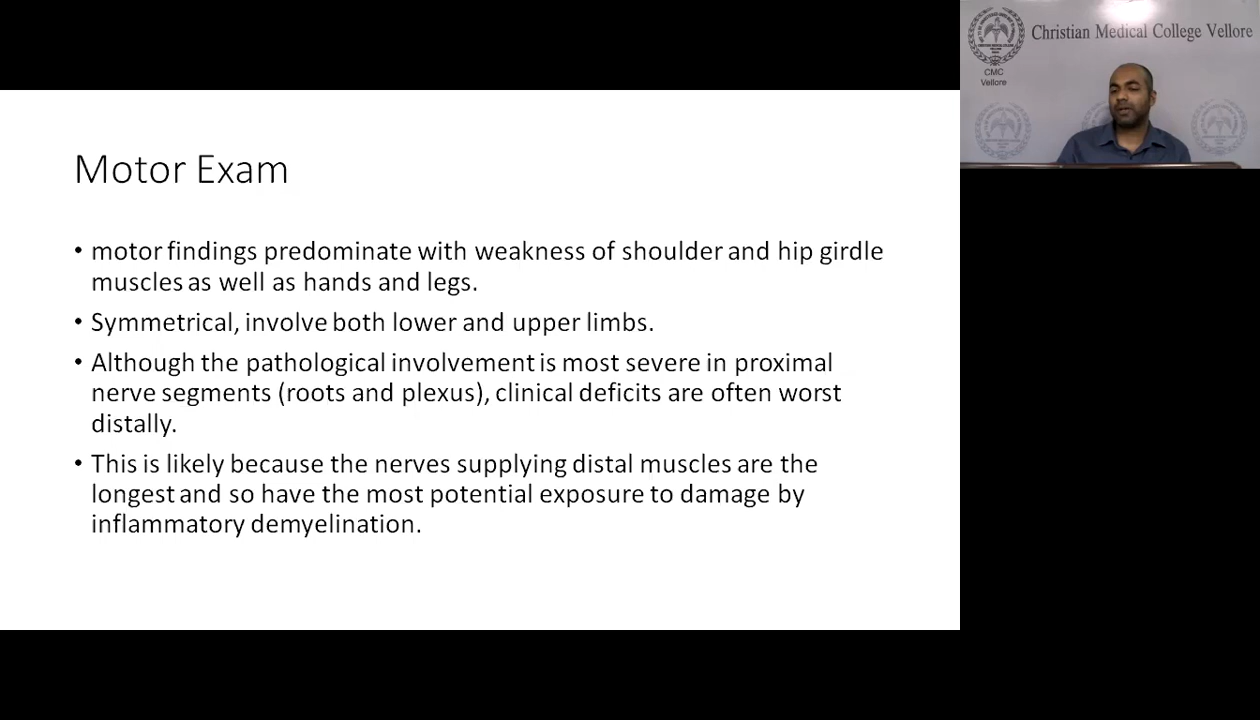 Motor Exam
• motor findings predominate with weakness of shoulder and hip girdle
muscles as well as hands and legs.
• Symmetrical, involve both lower and upper limbs.
• Although the pathological involvement is most severe in proximal
nerve segments (roots and plexus), clinical deficits are often worst
distally.
• This is likely because the nerves supplying distal muscles are the
longest and so have the most potential exposure to damage by
inflammatory demyelination.
Christian Medical College Vellore
CMC
Vellore